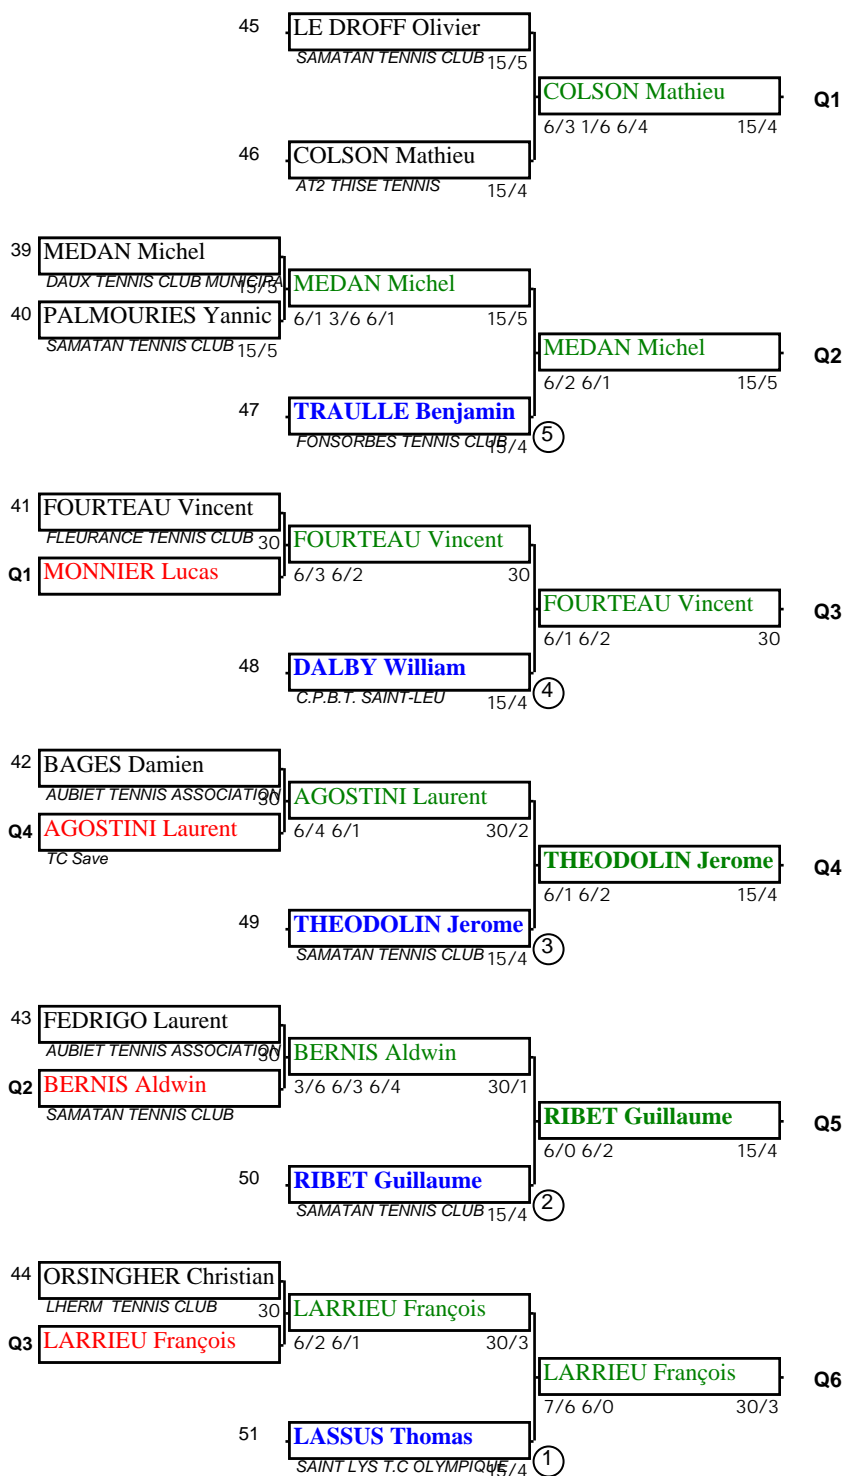 45 LE DROFF Olivier
SAMATAN TENNIS CLUB 15/5
COLSON Mathieu Q1
6/3 1/6 6/4 15/4
46 COLSON Mathieu
AT2 THISE TENNIS 15/4
39 MEDAN Michel
DAUX TENNIS CLUB MUNICIPA 15/5
MEDAN Michel
6/1 3/6 6/1 15/5
40 PALMOURIES Yannic
SAMATAN TENNIS CLUB 15/5
MEDAN Michel Q2
6/2 6/1 15/5
47 TRAULLE Benjamin
FONSORBES TENNIS CLUB 15/4 5
41 FOURTEAU Vincent
FLEURANCE TENNIS CLUB 30
FOURTEAU Vincent
6/3 6/2 30
Q1 MONNIER Lucas
FOURTEAU Vincent Q3
6/1 6/2 30
48 DALBY William
C.P.B.T. SAINT-LEU 15/4 4
42 BAGES Damien
AUBIET TENNIS ASSOCIATION 30
AGOSTINI Laurent
6/4 6/1 30/2
Q4 AGOSTINI Laurent
TC Save
THEODOLIN Jerome Q4
6/1 6/2 15/4
49 THEODOLIN Jerome
SAMATAN TENNIS CLUB 15/4 3
43 FEDRIGO Laurent
AUBIET TENNIS ASSOCIATION 30
BERNIS Aldwin
3/6 6/3 6/4 30/1
Q2 BERNIS Aldwin
SAMATAN TENNIS CLUB
RIBET Guillaume Q5
6/0 6/2 15/4
50 RIBET Guillaume
SAMATAN TENNIS CLUB 15/4 2
44 ORSINGHER Christian
LHERM TENNIS CLUB 30
LARRIEU François
6/2 6/1 30/3
Q3 LARRIEU François
LARRIEU François Q6
7/6 6/0 30/3
51 LASSUS Thomas
SAINT LYS T.C OLYMPIQUE 15/4 1